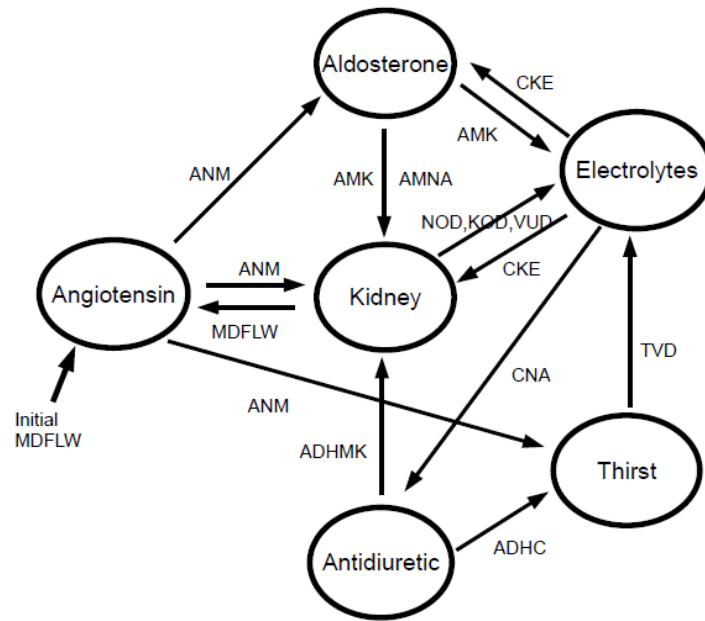 Aldosterone
CKE
AMK
Electrolytes
ANM
AMK
AMNA
NOD,KOD,VUD
ANM
CKE
Angiotensin
Kidney
MDFLW
TVD
CNA
ANM
Initial
MDFLW
ADHMK
Thirst
ADHC
Antidiuretic